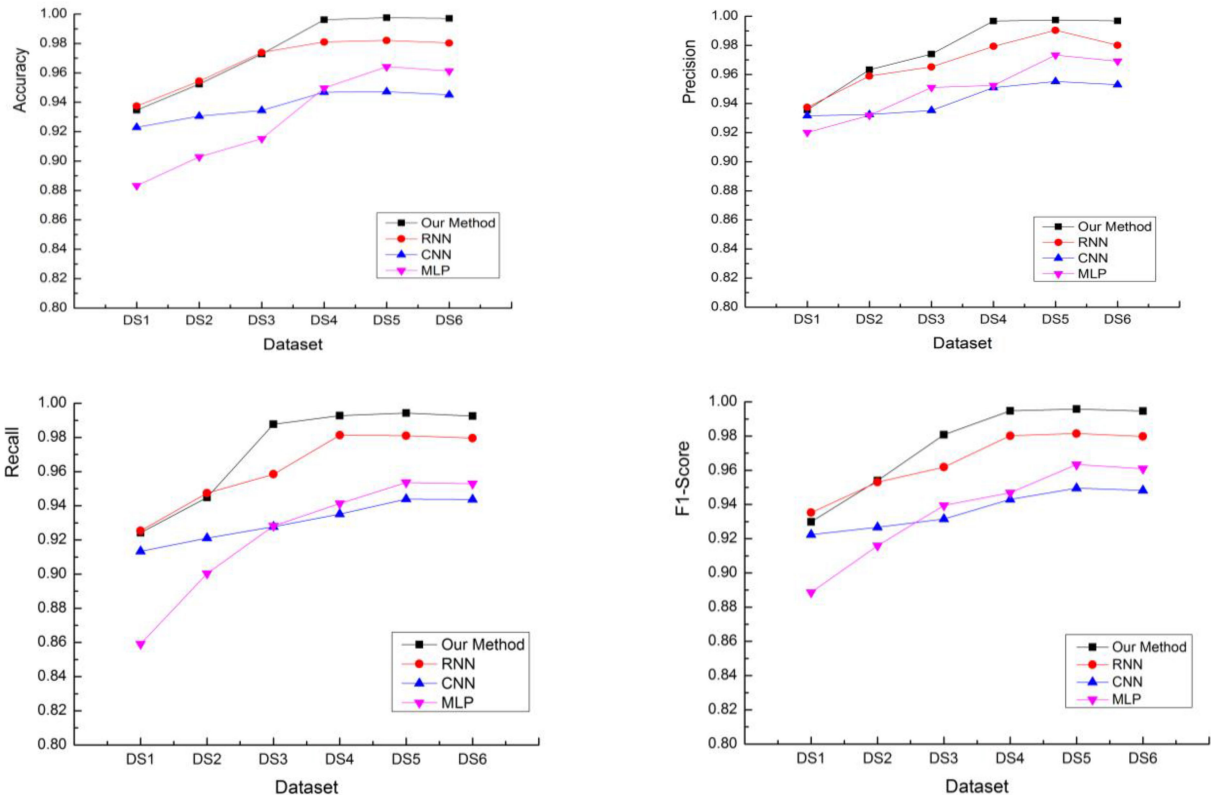 Accuracy
1.00
0.98
0.96
0.94
0.92
0.90
0.88
0.86
0.84
0.82
0.80
Our Method
RNN
CNN
MLP
DS1 DS2 DS3 DS4 DS5 DS6
Dataset
Precision
1.00
0.98
0.96
0.94
0.92
0.90
0.88
0.86
0.84
0.82
0.80
Our Method
RNN
CNN
MLP
DS1 DS2 DS3 DS4 DS5 DS6
Dataset
Recall
1.00
0.98
0.96
0.94
0.92
0.90
0.88
0.86
0.84
0.82
0.80
Our Method
RNN
CNN
MLP
DS1 DS2 DS3 DS4 DS5 DS6
Dataset
F1-Score
1.00
0.98
0.96
0.94
0.92
0.90
0.88
0.86
0.84
0.82
0.80
Our Method
RNN
CNN
MLP
DS1 DS2 DS3 DS4 DS5 DS6
Dataset